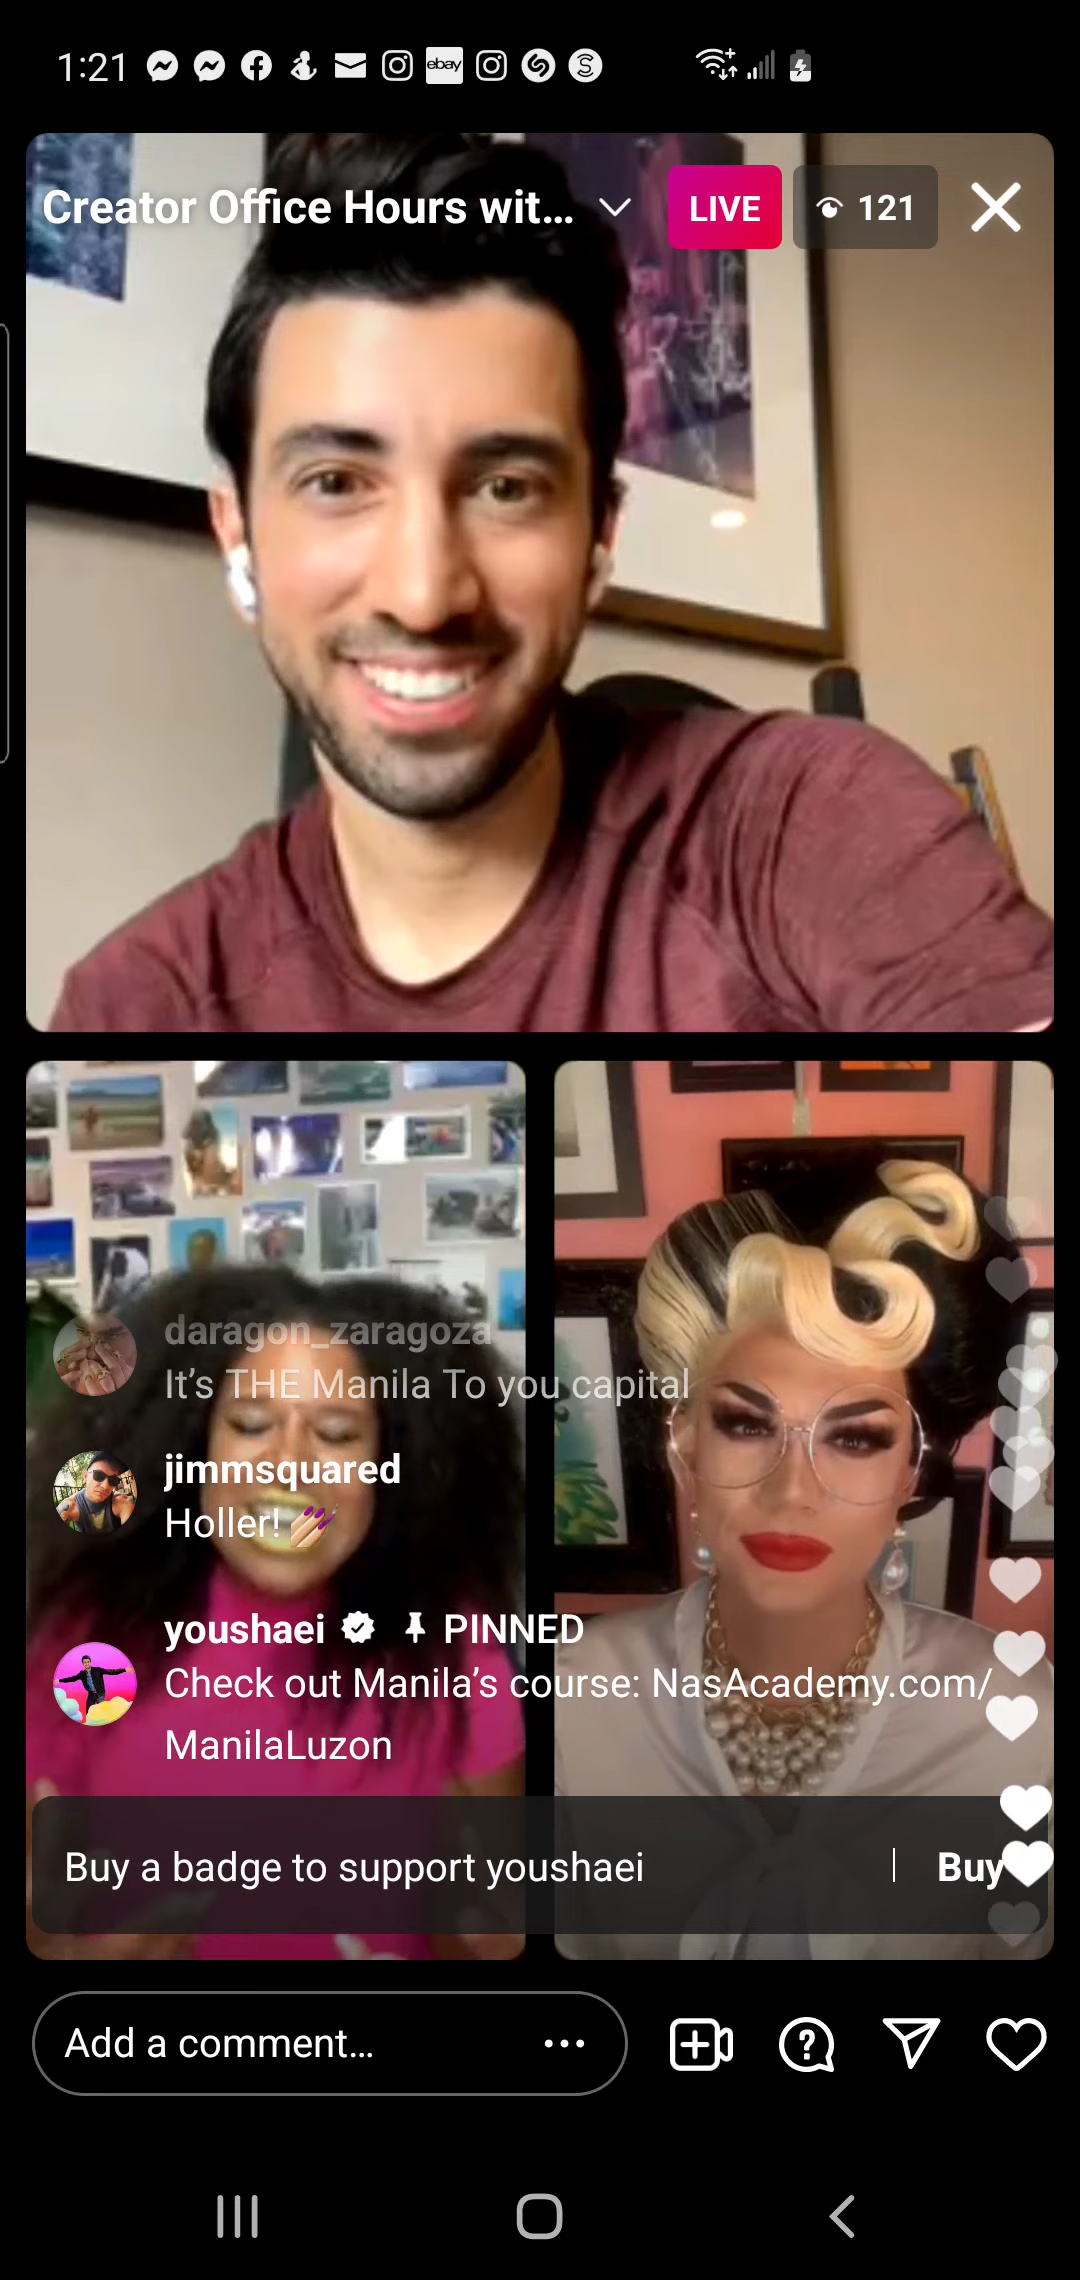 1:21
ebay
Creator Office Hours wit...
LIVE
121
daragon_zaragoza
It's THE Manila To you capital
jimmsquared
Holler! 💅
youshaei PINNED
Check out Manila's course: NasAcademy.com/
ManilaLuzon
Buy a badge to support youshaei
Buy
Add a comment...